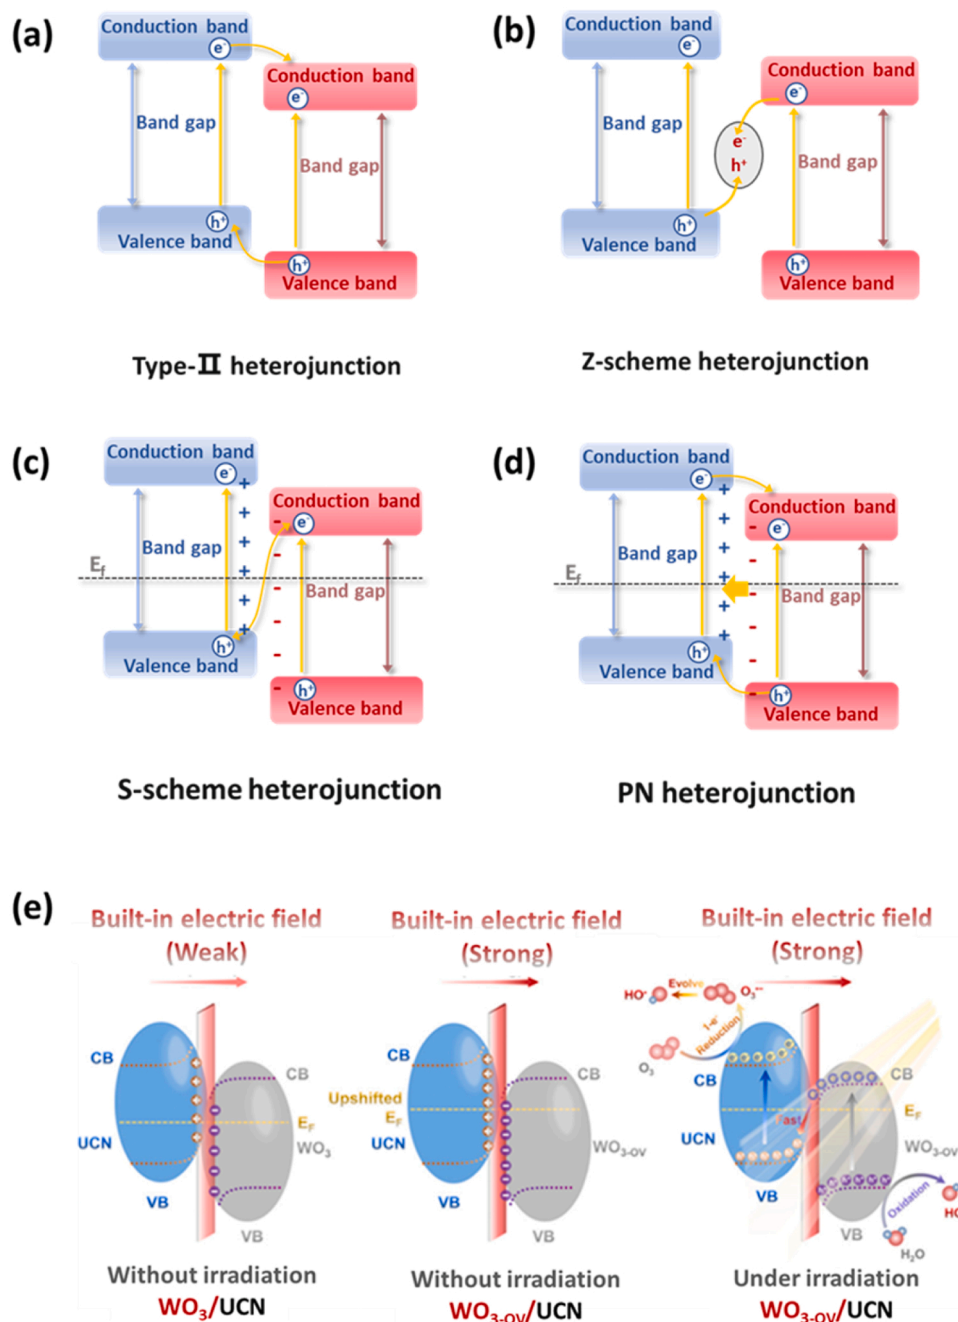 (a)
Conduction band
e-
Conduction band
e-
Band gap
Band gap
h+
Valence band
h+
Valence band
Type-II heterojunction
(b)
Conduction band
e-
Conduction band
e-
Band gap
e-
h+
Band gap
h+
Valence band
h+
Valence band
Z-scheme heterojunction
(c)
Conduction band
e-
+
Conduction band
+
- e-
+
Band gap
+
-
Ef
+
Band gap
-
+
-
+
h+
Valence band
-
- h+
Valence band
S-scheme heterojunction
(d)
Conduction band
e-
+
Conduction band
+
- e-
+
Band gap
+
-
Ef
+
Band gap
-
+
-
+
h+
Valence band
-
- h+
Valence band
PN heterojunction
(e)
Built-in electric field
(Weak)
CB
CB
EF
UCN
WO3
VB
VB
Without irradiation
WO3/UCN
Built-in electric field
(Strong)
CB
CB
Upshifted
EF
UCN
WO3-OV
VB
VB
Without irradiation
WO3-OV/UCN
Built-in electric field
(Strong)
Evolve
HO•
O3•−
1-e-
Reduction
O3
CB
CB
EF
Fast
UCN
WO3-OV
VB
Oxidation
VB
H2O
Under irradiation
WO3-OV/UCN